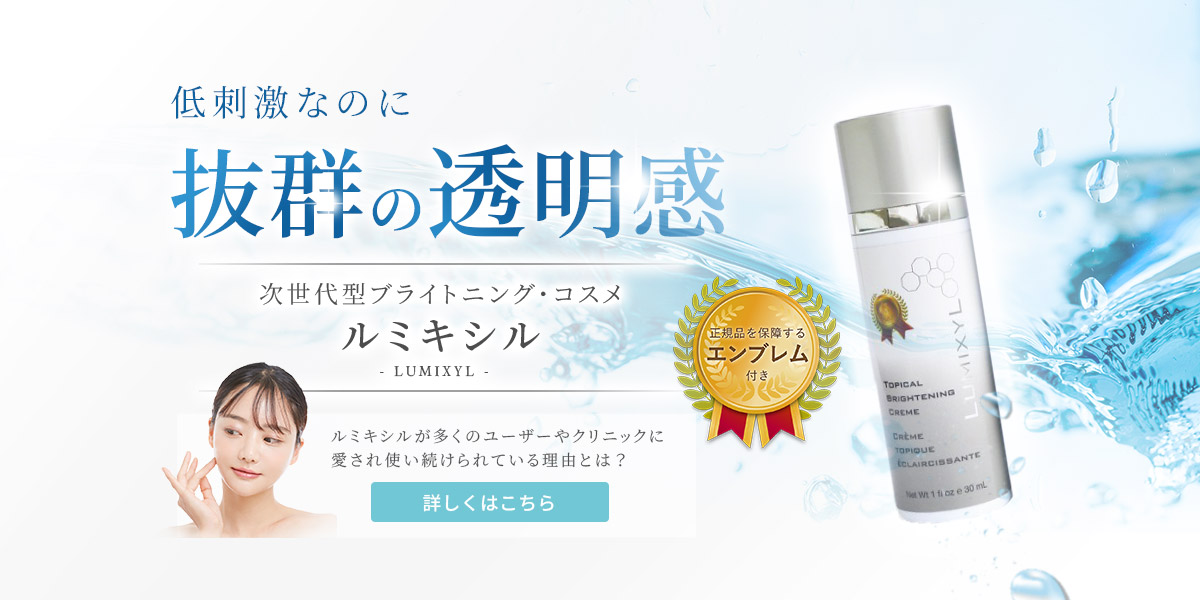 低刺激なのに
抜群の透明感
次世代型ブライトニング・コスメ
ルミキシル
- LUMIXYL -
ルミキシルが多くのユーザーやクリニックに
愛され使い続けられている理由とは？
詳しくはこちら
正規品を保障する
エンブレム
付き
LUMIXYL
TOPICAL
BRIGHTENING
CREME
CRÈME
TOPIQUE
ÉCLAIRCISSANTE
Net Wt 1 fl oz e 30 mL